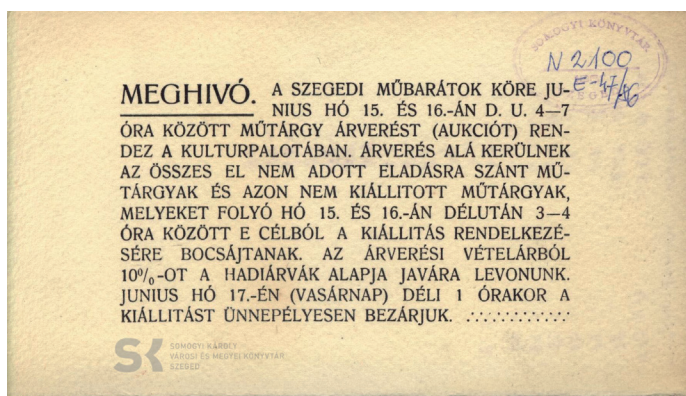 SOMOGYI KÖNYVTÁR
N 2100
MEGHIVÓ. A SZEGEDI MŰBARÁTOK KÖRE JU-
NIUS HÓ 15. ÉS 16.-ÁN D. U. 4—7
ÓRA KÖZÖTT MŰTÁRGY ÁRVERÉST (AUKCIÓT) REN-
DEZ A KULTURPALOTÁBAN. ÁRVERÉS ALÁ KERÜLNEK
AZ ÖSSZES EL NEM ADOTT ELADÁSRA SZÁNT MŰ-
TÁRGYAK ÉS AZON NEM KIÁLLITOTT MŰTÁRGYAK,
MELYEKET FOLYÓ HÓ 15. ÉS 16.-ÁN DÉLUTÁN 3—4
ÓRA KÖZÖTT E CÉLBÓL A KIÁLLITÁS RENDELKEZÉ-
SÉRE BOCSÁJTANAK. AZ ÁRVERÉSI VÉTELÁRBÓL
10%-OT A HADIÁRVÁK ALAPJA JAVÁRA LEVONUNK.
JUNIUS HÓ 17.-ÉN (VASÁRNAP) DÉLI 1 ÓRAKOR A
KIÁLLITÁST ÜNNEPÉLYESEN BEZÁRJUK.
SK SOMOGYI KÁROLY
VÁROSI ÉS MEGYEI KÖNYVTÁR
SZEGED